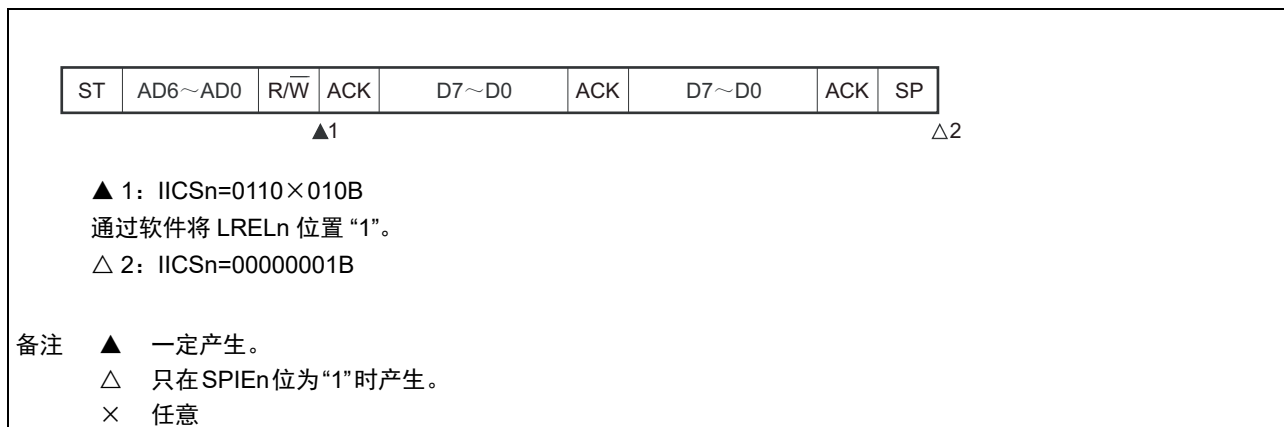 ST AD6～AD0 R/W̅ ACK D7～D0 ACK D7～D0 ACK SP
▲1 △2
▲ 1：IICSn=0110×010B
通过软件将 LRELn 位置 “1”。
△ 2：IICSn=00000001B
备注 ▲ 一定产生。
△ 只在SPIEn位为“1”时产生。
× 任意